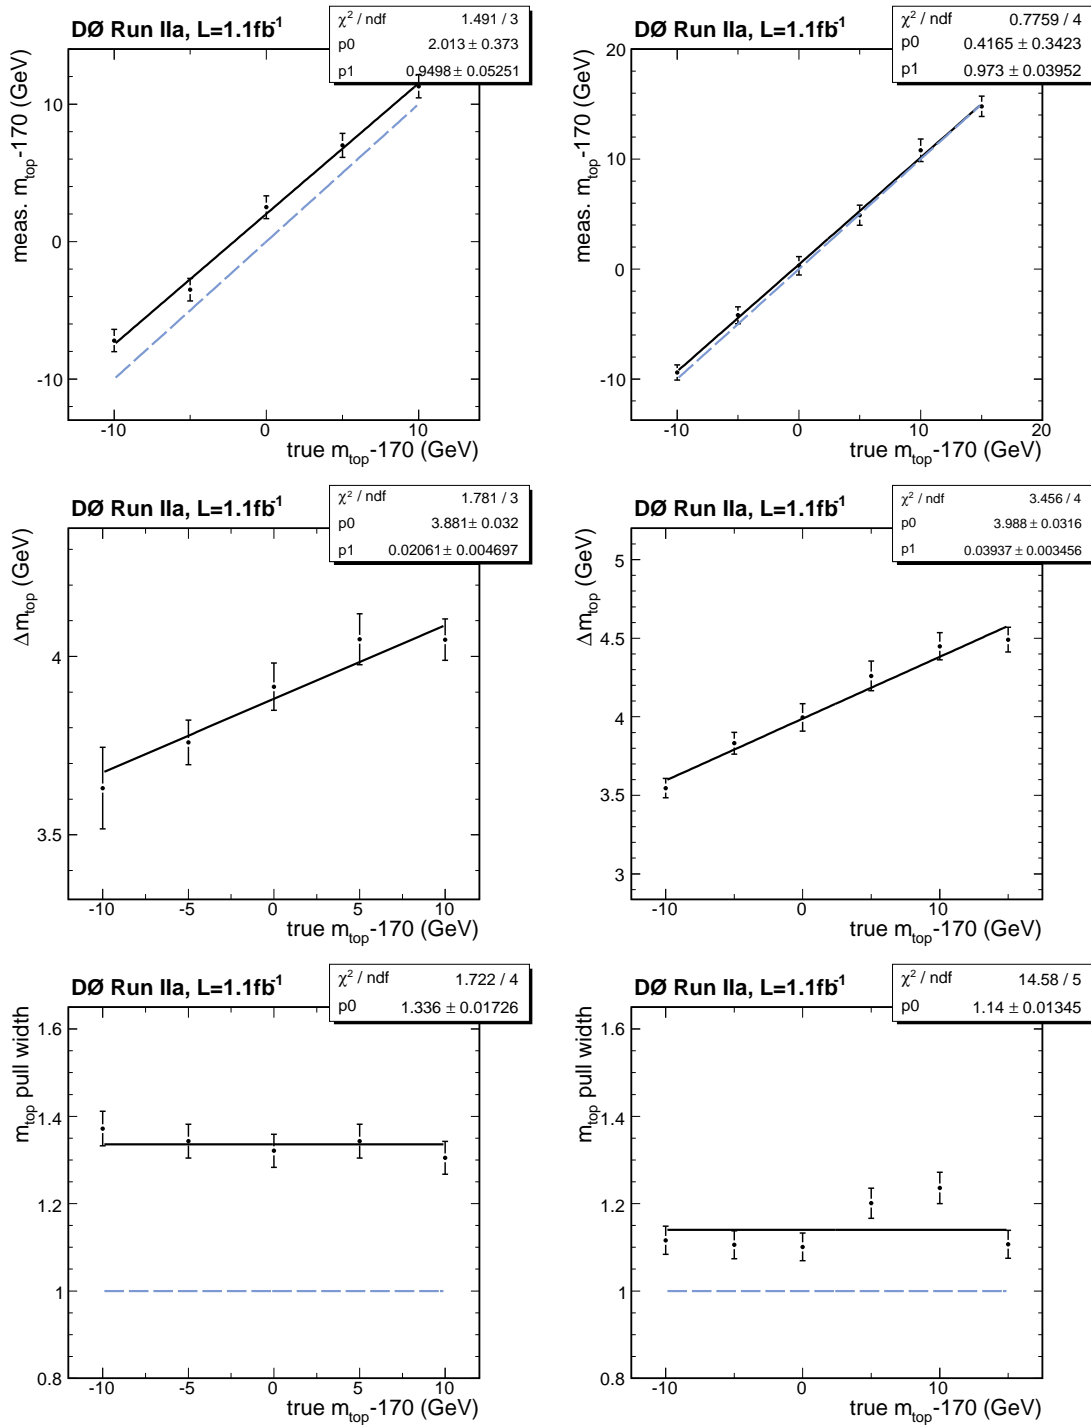 DØ Run IIa, L=1.1fb-1
χ2 / ndf 1.491 / 3
p0 2.013 ± 0.373
p1 0.9498 ± 0.05251
meas. mtop-170 (GeV)
10
0
-10
-10 0 10
true mtop-170 (GeV)
DØ Run IIa, L=1.1fb-1
χ2 / ndf 0.7759 / 4
p0 0.4165 ± 0.3423
p1 0.973 ± 0.03952
meas. mtop-170 (GeV)
20
10
0
-10
-10 0 10 20
true mtop-170 (GeV)
DØ Run IIa, L=1.1fb-1
χ2 / ndf 1.781 / 3
p0 3.881 ± 0.032
p1 0.02061 ± 0.004697
Δmtop (GeV)
4
3.5
-10 -5 0 5 10
true mtop-170 (GeV)
DØ Run IIa, L=1.1fb-1
χ2 / ndf 3.456 / 4
p0 3.988 ± 0.0316
p1 0.03937 ± 0.003456
Δmtop (GeV)
5
4.5
4
3.5
3
-10 0 10
true mtop-170 (GeV)
DØ Run IIa, L=1.1fb-1
χ2 / ndf 1.722 / 4
p0 1.336 ± 0.01726
mtop pull width
1.6
1.4
1.2
1
0.8
-10 -5 0 5 10
true mtop-170 (GeV)
DØ Run IIa, L=1.1fb-1
χ2 / ndf 14.58 / 5
p0 1.14 ± 0.01345
mtop pull width
1.6
1.4
1.2
1
0.8
-10 0 10
true mtop-170 (GeV)